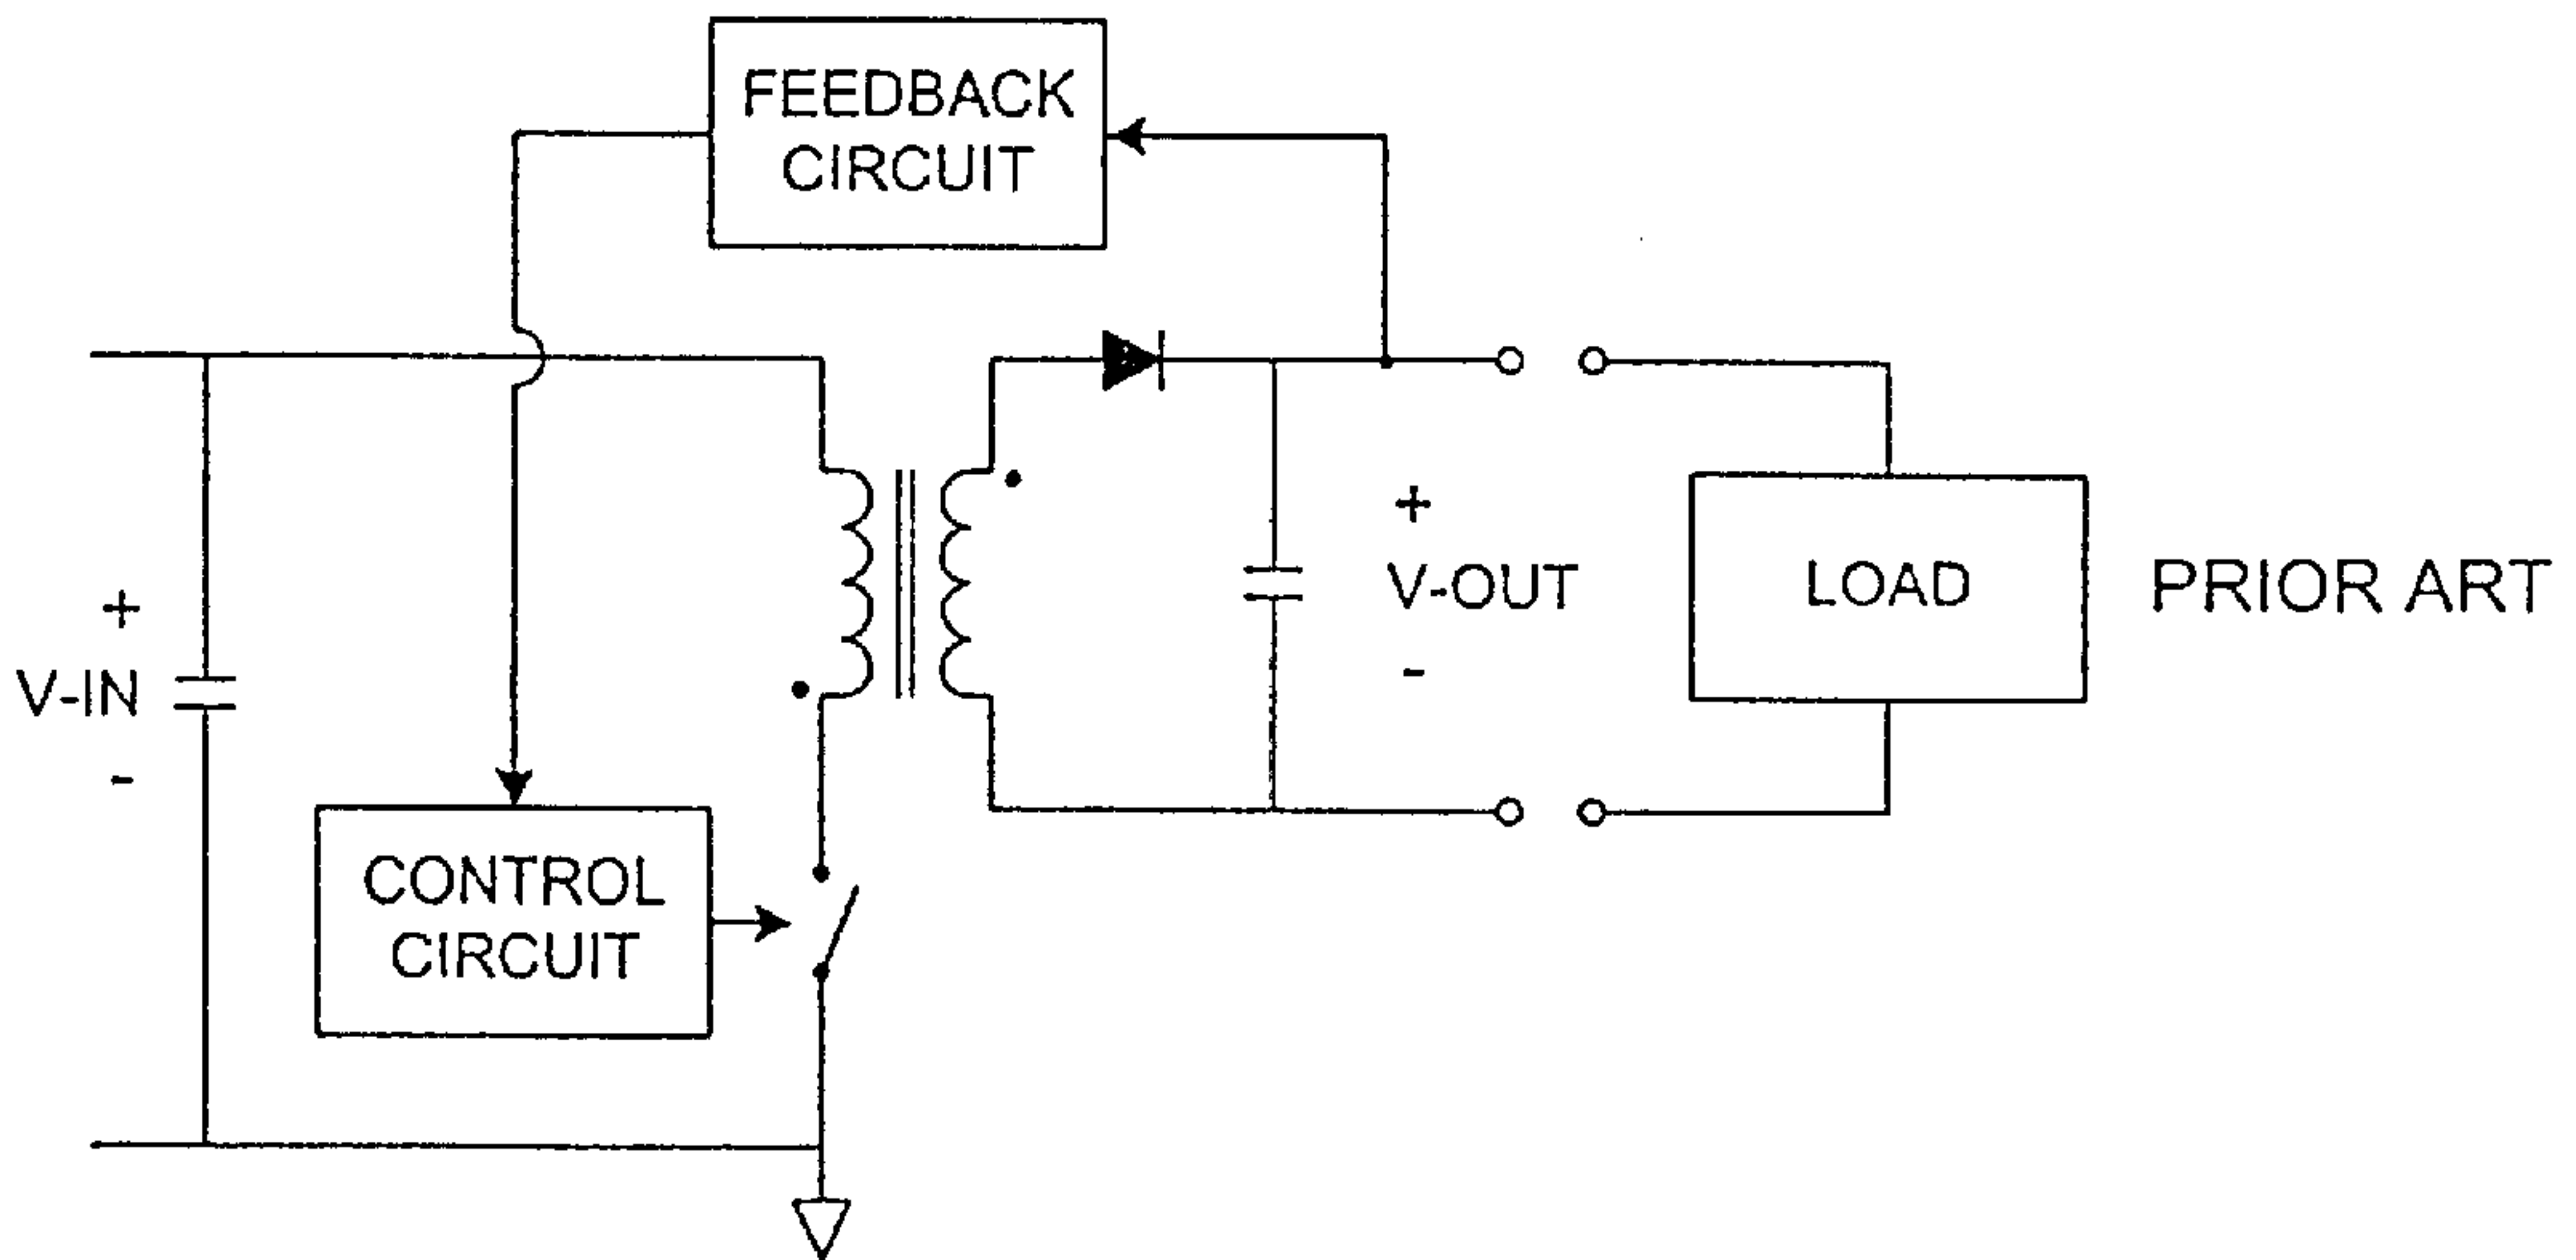 FEEDBACK
CIRCUIT
+
V-OUT
-
LOAD
PRIOR ART
+
V-IN
-
CONTROL
CIRCUIT